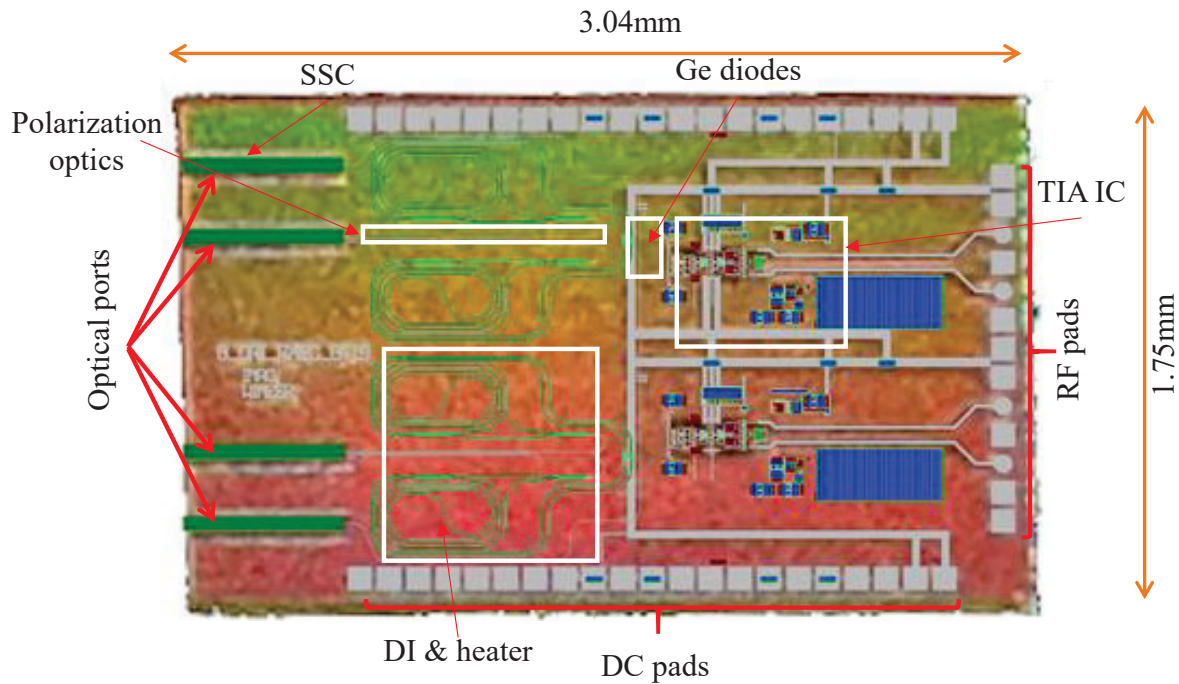 3.04mm
SSC
Ge diodes
Polarization
optics
TIA IC
Optical ports
RF pads
1.75mm
DI & heater
DC pads